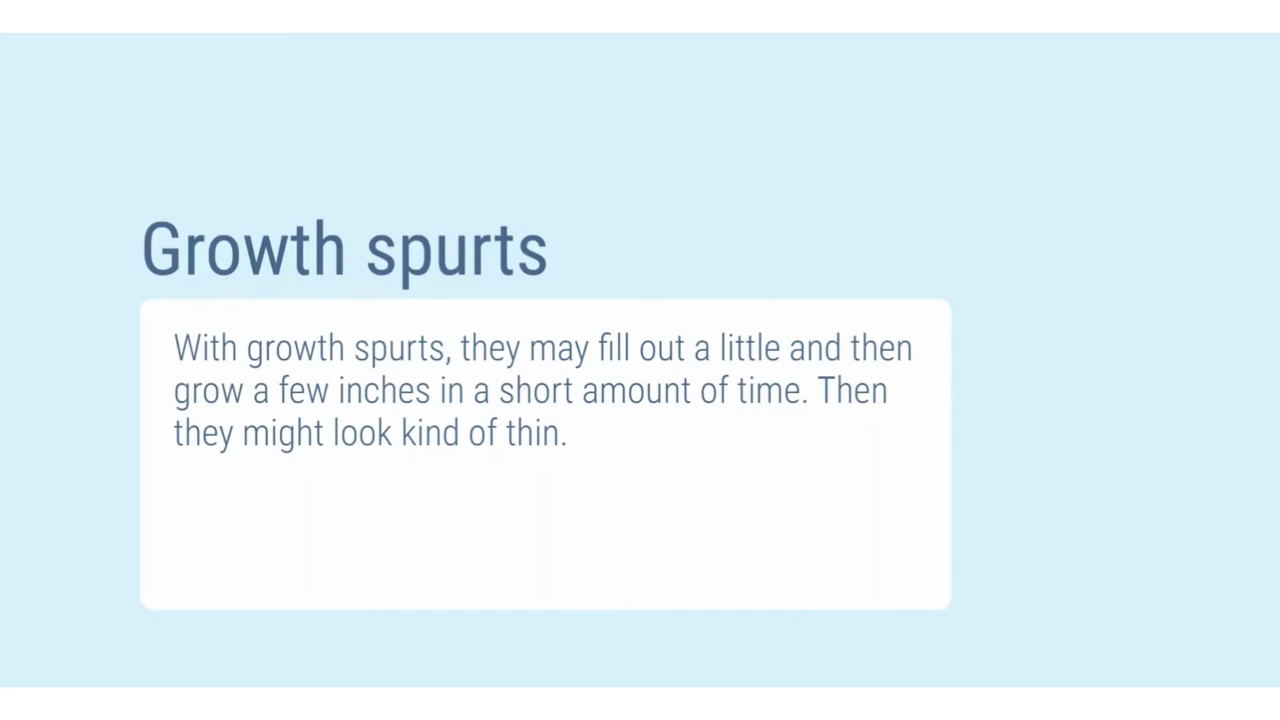 Growth spurts
With growth spurts, they may fill out a little and then
grow a few inches in a short amount of time. Then
they might look kind of thin.